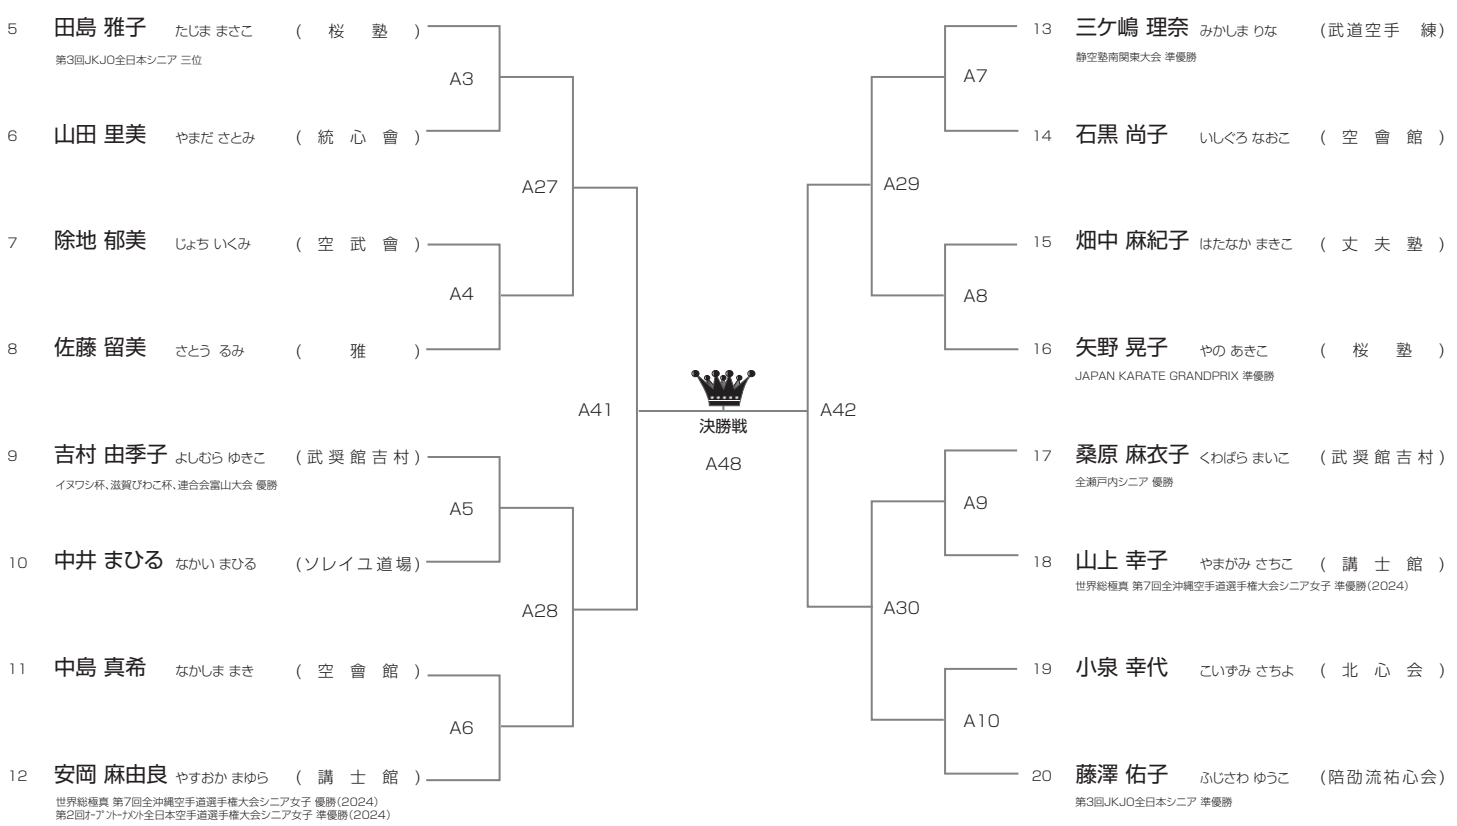 5 田島 雅子 たじま まさこ ( 桜 塾 )
第3回JKJO全日本シニア 三位
A3
6 山田 里美 やまだ さとみ ( 統 心 會 )
A27
7 除地 郁美 じょち いくみ ( 空 武 會 )
A4
8 佐藤 留美 さとう るみ ( 雅 )
A41
9 吉村 由季子 よしむら ゆきこ ( 武 奨 館 吉 村 )
イヌワシ杯、滋賀びわこ杯、連合会富山大会 優勝
A5
10 中井 まひる なかい まひる (ソレイユ道場)
A28
11 中島 真希 なかしま まき ( 空 會 館 )
A6
12 安岡 麻由良 やすおか まゆら ( 講 士 館 )
世界総極真 第7回全沖縄空手道選手権大会シニア女子 優勝(2024)
第2回オープントーナメント全日本空手道選手権大会シニア女子 準優勝(2024)
決勝戦
A48
13 三ケ嶋 理奈 みかしま りな (武道空手 練)
静空塾南関東大会 準優勝
A7
14 石黒 尚子 いしぐろ なおこ ( 空 會 館 )
A29
15 畑中 麻紀子 はたなか まきこ ( 丈 夫 塾 )
A8
16 矢野 晃子 やの あきこ ( 桜 塾 )
JAPAN KARATE GRANDPRIX 準優勝
A42
17 桑原 麻衣子 くわばら まいこ ( 武 奨 館 吉 村 )
全瀬戸内シニア 優勝
A9
18 山上 幸子 やまがみ さちこ ( 講 士 館 )
世界総極真 第7回全沖縄空手道選手権大会シニア女子 準優勝(2024)
A30
19 小泉 幸代 こいずみ さちよ ( 北 心 会 )
A10
20 藤澤 佑子 ふじさわ ゆうこ (陪劭流祐心会)
第3回JKJO全日本シニア 準優勝